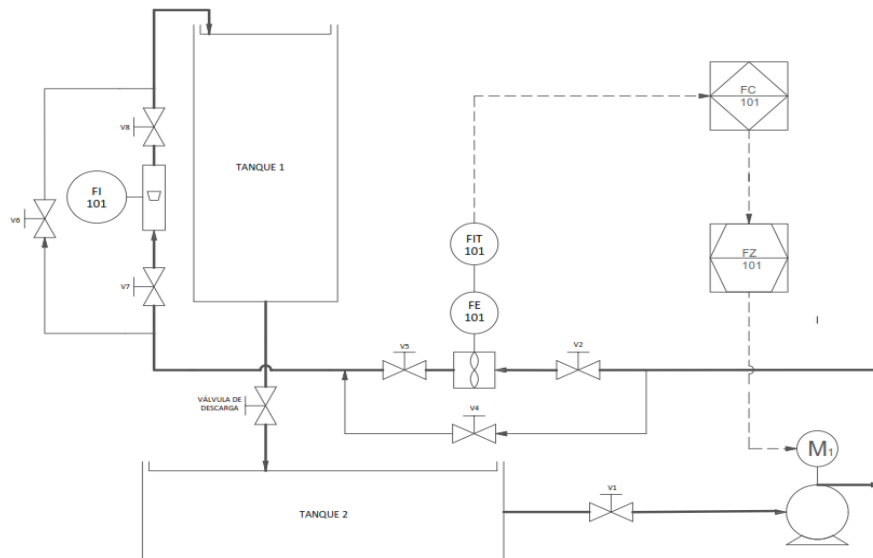 FC
101
V8
TANQUE 1
FI
101
V6
FIT
101
FZ
101
V7
FE
101
V5
V2
VÁLVULA DE
DESCARGA
V4
M1
V1
TANQUE 2